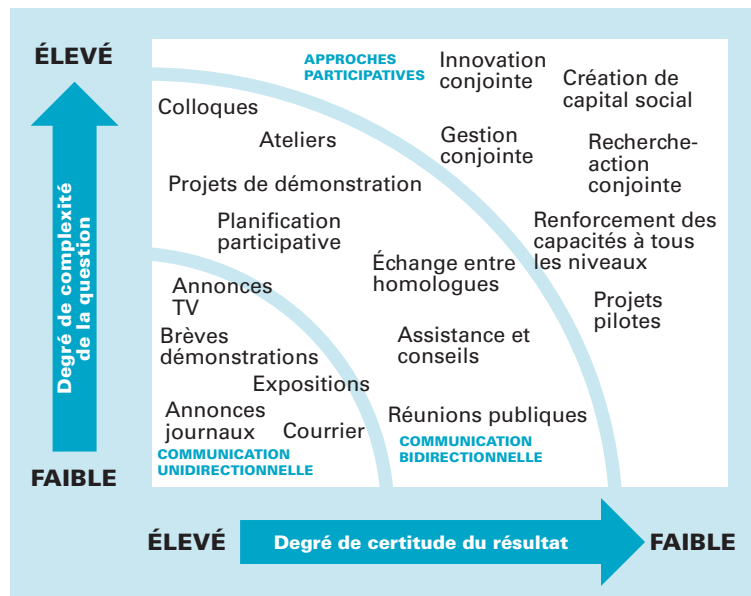 ÉLEVÉ
APPROCHES
PARTICIPATIVES
Innovation
conjointe
Création de
capital social
Colloques
Ateliers
Gestion
conjointe
Recherche-
action
conjointe
Projets de démonstration
Planification
participative
Renforcement des
capacités à tous
les niveaux
Échange entre
homologues
Annonces
TV
Projets
pilotes
Brèves
démonstrations
Assistance et
conseils
Expositions
Annonces
journaux
Courrier
Réunions publiques
COMMUNICATION
UNIDIRECTIONNELLE
COMMUNICATION
BIDIRECTIONNELLE
Degré de complexité
de la question
FAIBLE
ÉLEVÉ
Degré de certitude du résultat
FAIBLE